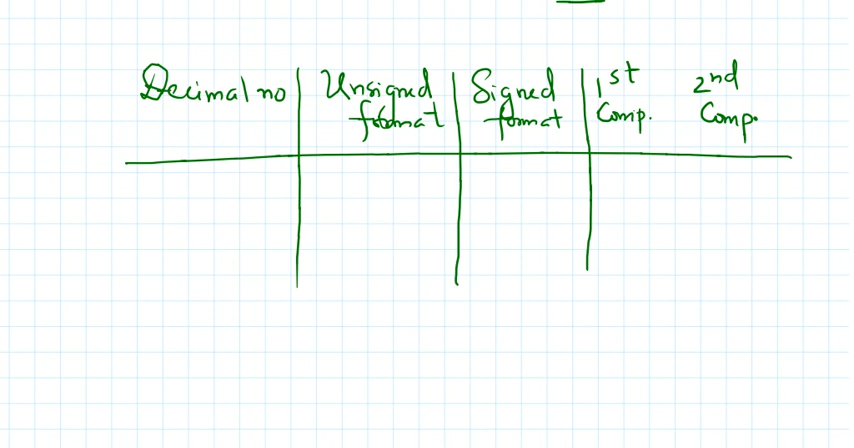 Decimal no Unsigned Signed 1st 2nd
format format Comp. Comp.